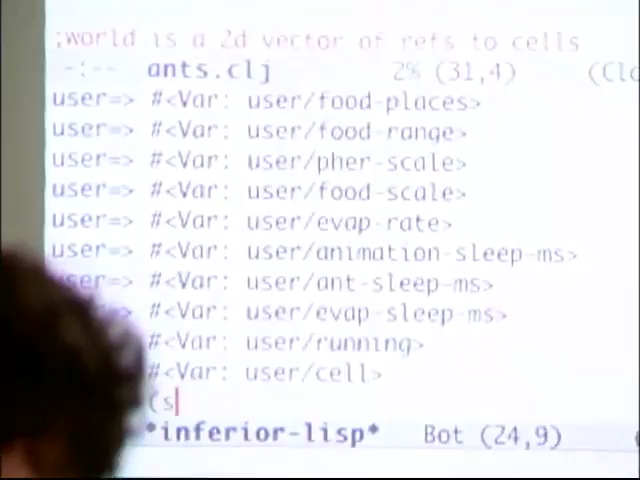 ;world is a 2d vector of refs to cells
-:-- ants.clj 2% (31,4) (Clo
user=> #<Var: user/food-places>
user=> #<Var: user/food-range>
user=> #<Var: user/pher-scale>
user=> #<Var: user/food-scale>
user=> #<Var: user/evap-rate>
user=> #<Var: user/animation-sleep-ms>
user=> #<Var: user/ant-sleep-ms>
#<Var: user/evap-sleep-ms>
#<Var: user/running>
#<Var: user/cell>
(s
*inferior-lisp* Bot (24,9)